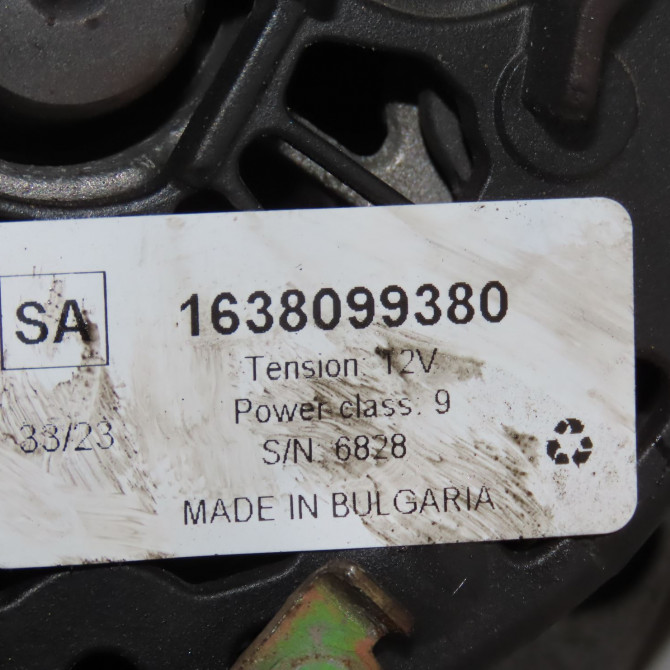 SA
1638099380
Tension: 12V
Power class: 9
33/23
S/N: 6828
MADE IN BULGARIA